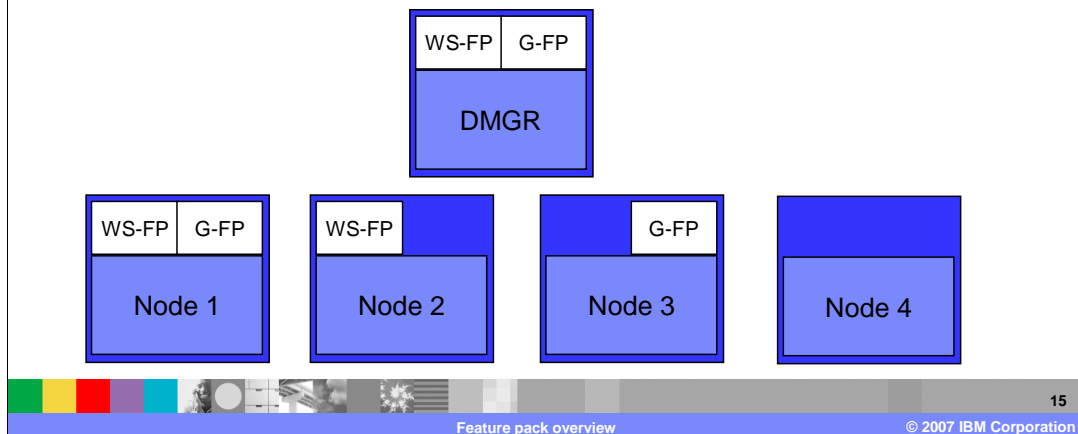 WS-FP G-FP
DMGR
WS-FP G-FP WS-FP G-FP
Node 1 Node 2 Node 3 Node 4
15
Feature pack overview © 2007 IBM Corporation